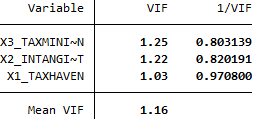 Variable VIF 1/VIF
X3_TAXMINI~N 1.25 0.803139
X2_INTANGI~T 1.22 0.820191
X1_TAXHAVEN 1.03 0.970800
Mean VIF 1.16